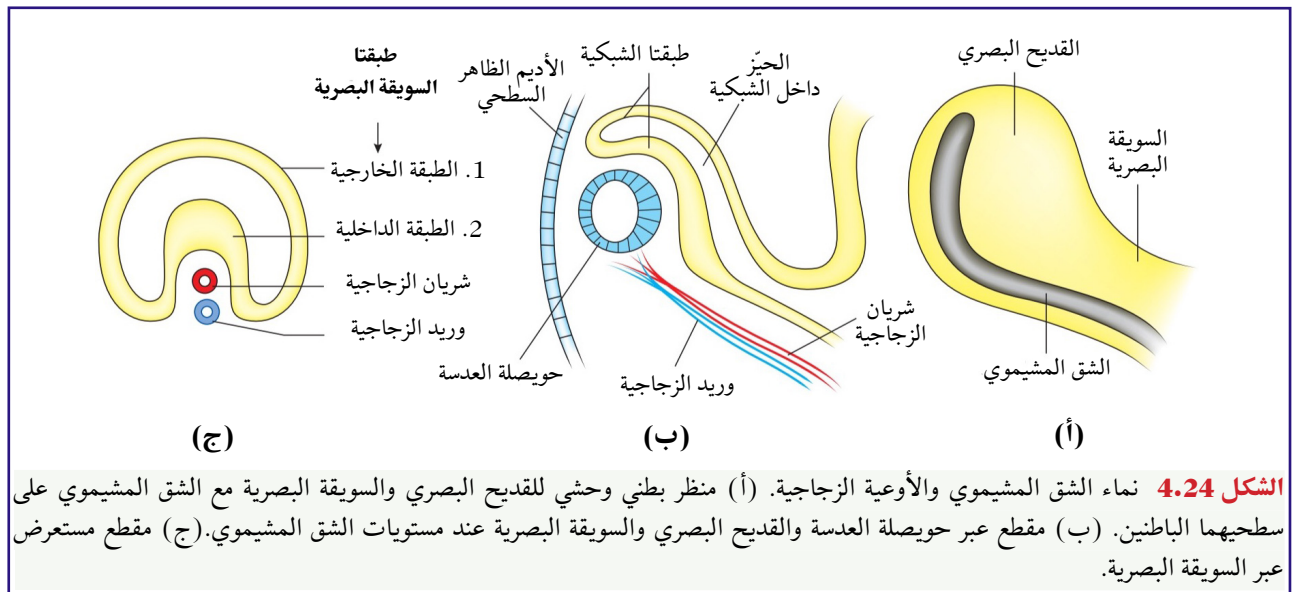 القديح البصري
السويقة
البصرية
الشق المشيموي
(أ)
الحيّز
داخل الشبكية
طبقتا الشبكية
الأديم الظاهر
السطحي
شريان
الزجاجية
وريد الزجاجية
حويصلة العدسة
(ب)
طبقتا
السويقة البصرية
1. الطبقة الخارجية
2. الطبقة الداخلية
شريان الزجاجية
وريد الزجاجية
(ج)
الشكل 4.24 نماء الشق المشيموي والأوعية الزجاجية. (أ) منظر بطني وحشي للقديح البصري والسويقة البصرية مع الشق المشيموي على
سطحيهما الباطنين. (ب) مقطع عبر حويصلة العدسة والقديح البصري والسويقة البصرية عند مستويات الشق المشيموي.(ج) مقطع مستعرض
عبر السويقة البصرية.